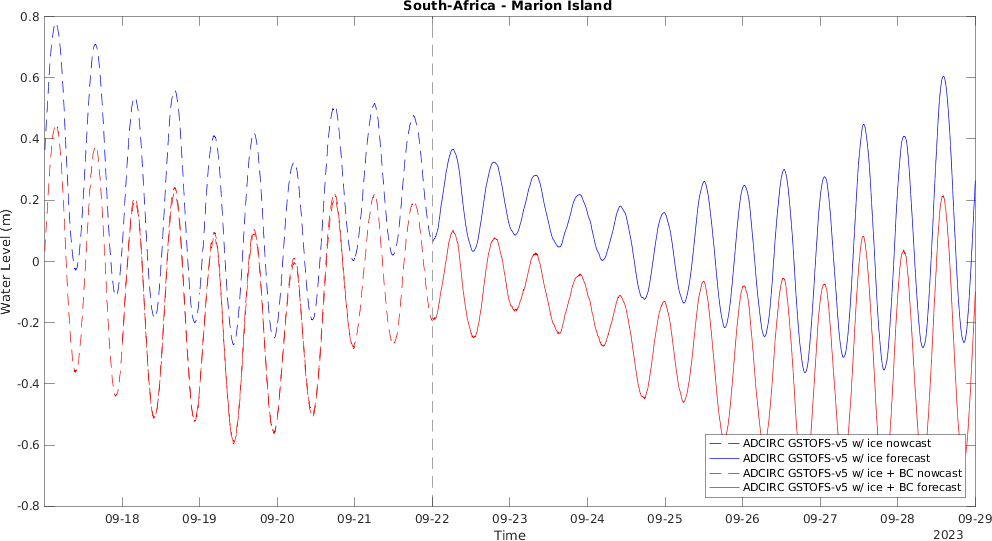 South-Africa - Marion Island
Water Level (m)
0.8
0.6
0.4
0.2
0
-0.2
-0.4
-0.6
-0.8
ADCIRC GSTOFS-v5 w/ ice nowcast
ADCIRC GSTOFS-v5 w/ ice forecast
ADCIRC GSTOFS-v5 w/ ice + BC nowcast
ADCIRC GSTOFS-v5 w/ ice + BC forecast
09-18 09-19 09-20 09-21 09-22 09-23 09-24 09-25 09-26 09-27 09-28 09-29
Time
2023